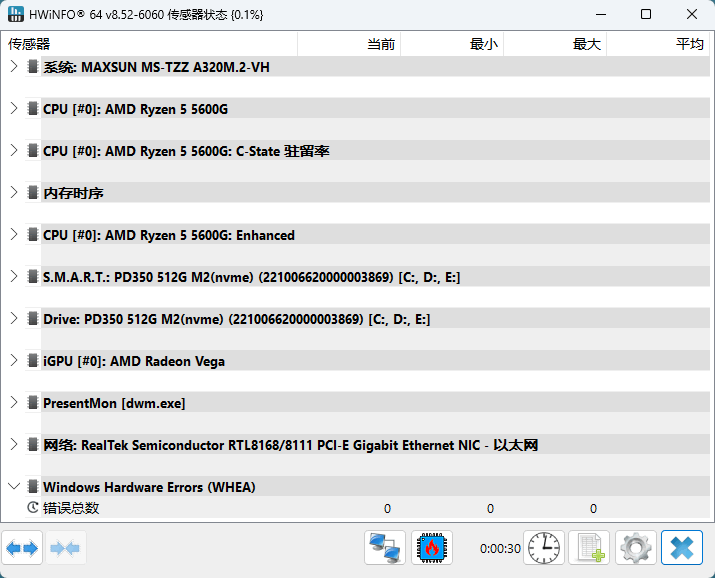 HWiNFO® 64 v8.52-6060 传感器状态 {0.1%}
传感器 当前 最小 最大 平均
系统: MAXSUN MS-TZZ A320M.2-VH
CPU [#0]: AMD Ryzen 5 5600G
CPU [#0]: AMD Ryzen 5 5600G: C-State 驻留率
内存时序
CPU [#0]: AMD Ryzen 5 5600G: Enhanced
S.M.A.R.T.: PD350 512G M2(nvme) (221006620000003869) [C:, D:, E:]
Drive: PD350 512G M2(nvme) (221006620000003869) [C:, D:, E:]
iGPU [#0]: AMD Radeon Vega
PresentMon [dwm.exe]
网络: RealTek Semiconductor RTL8168/8111 PCI-E Gigabit Ethernet NIC - 以太网
Windows Hardware Errors (WHEA)
错误总数 0 0 0
0:00:30